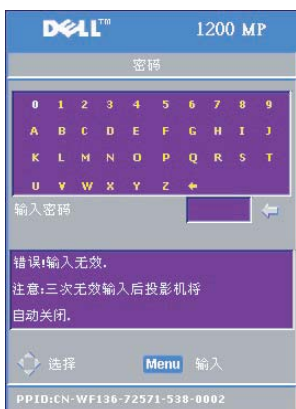 DELL™ 1200 MP
密码
0 1 2 3 4 5 6 7 8 9
A B C D E F G H I J
K L M N O P Q R S T
U V W X Y Z ←
输入密码
错误!输入无效.
注意:三次无效输入后投影机将
自动关闭.
选择 Menu 输入
PPID:CN-WF136-72571-538-0002